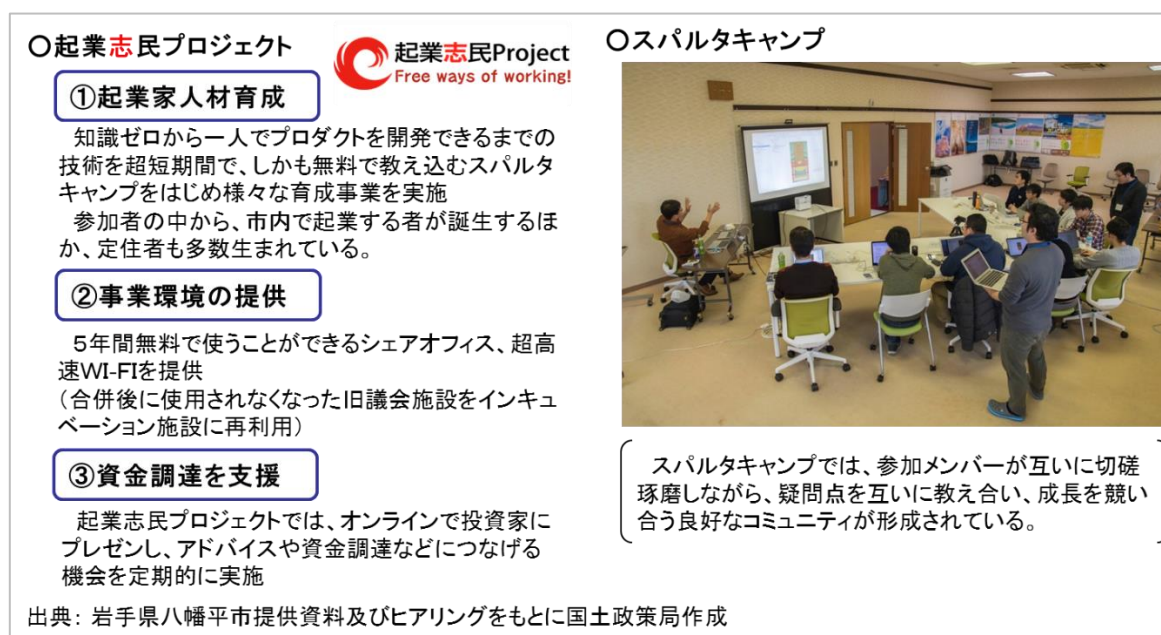 〇起業志民プロジェクト
起業志民Project
Free ways of working!
①起業家人材育成
知識ゼロから一人でプロダクトを開発できるまでの
技術を超短期間で、しかも無料で教え込むスパルタ
キャンプをはじめ様々な育成事業を実施
参加者の中から、市内で起業する者が誕生するほ
か、定住者も多数生まれている。
②事業環境の提供
５年間無料で使うことができるシェアオフィス、超高
速WI-FIを提供
（合併後に使用されなくなった旧議会施設をインキュ
ベーション施設に再利用）
③資金調達を支援
起業志民プロジェクトでは、オンラインで投資家に
プレゼンし、アドバイスや資金調達などにつなげる
機会を定期的に実施
〇スパルタキャンプ
スパルタキャンプでは、参加メンバーが互いに切磋
琢磨しながら、疑問点を互いに教え合い、成長を競い
合う良好なコミュニティが形成されている。
出典： 岩手県八幡平市提供資料及びヒアリングをもとに国土政策局作成